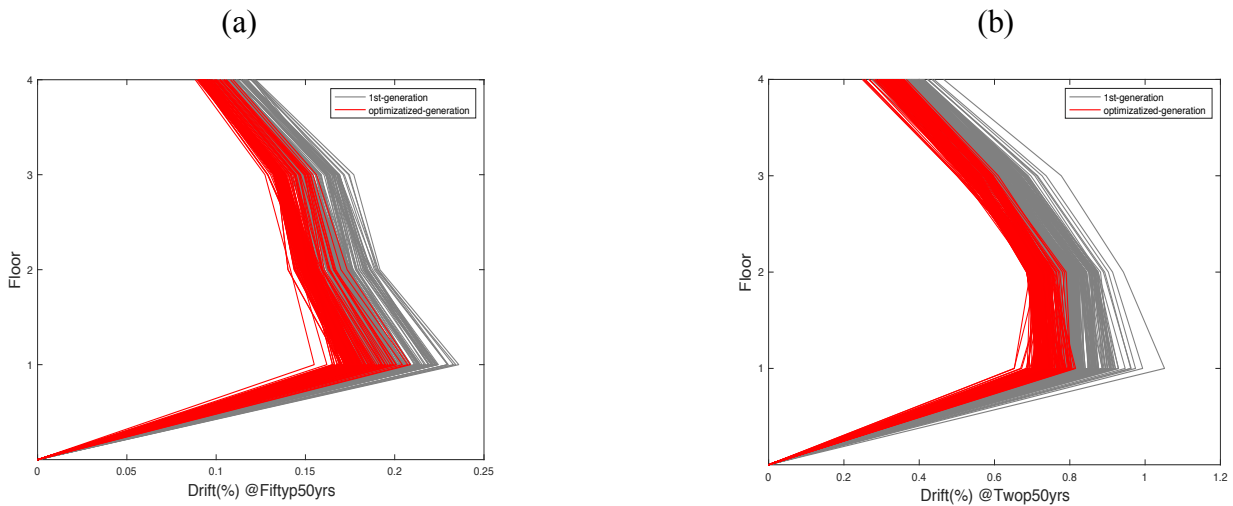 (a)
4
3
2
1
0
Floor
0 0.05 0.1 0.15 0.2 0.25
Drift(%) @Fiftyp50yrs
1st-generation
optimizatized-generation
(b)
4
3
2
1
0
Floor
0 0.2 0.4 0.6 0.8 1 1.2
Drift(%) @Twop50yrs
1st-generation
optimizatized-generation